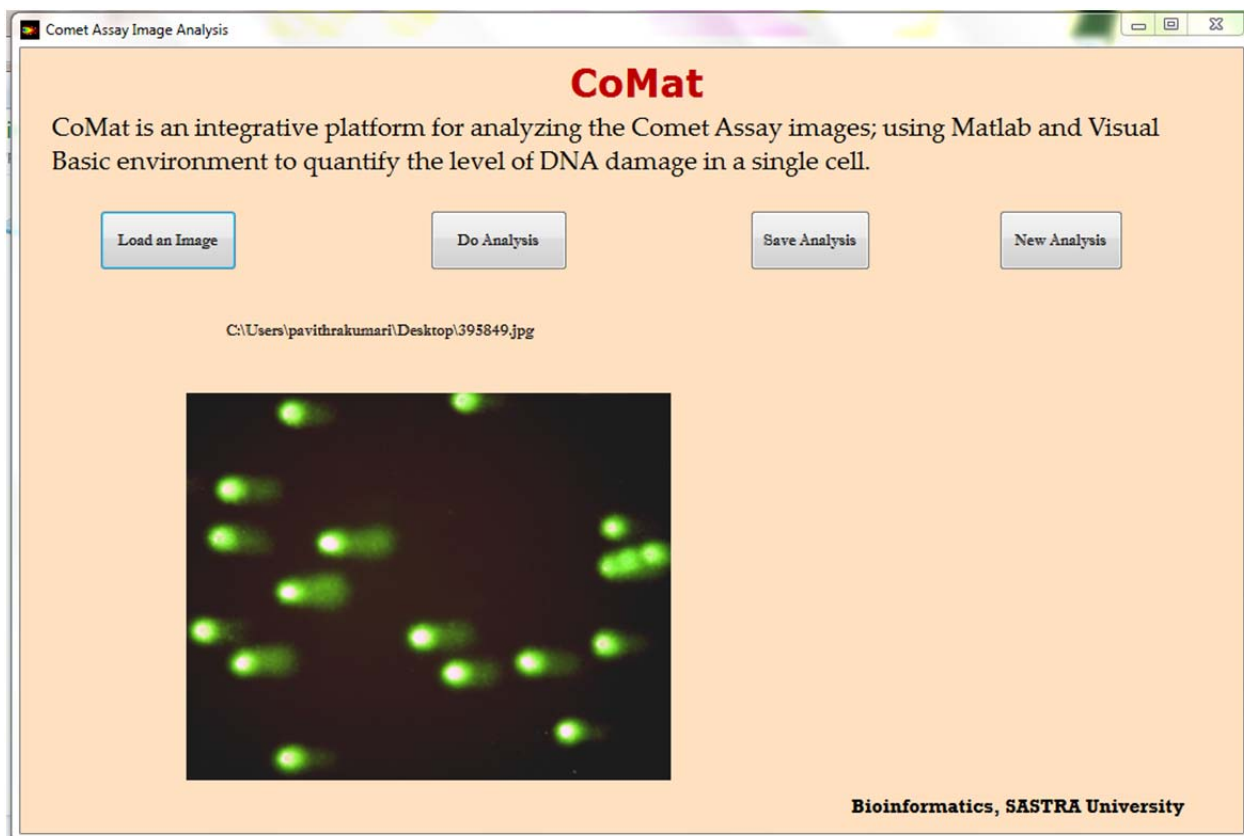 Comet Assay Image Analysis
CoMat
CoMat is an integrative platform for analyzing the Comet Assay images; using Matlab and Visual
Basic environment to quantify the level of DNA damage in a single cell.
Load an Image
Do Analysis
Save Analysis
New Analysis
C:\Users\pavithrakumari\Desktop\395849.jpg
Bioinformatics, SASTRA University